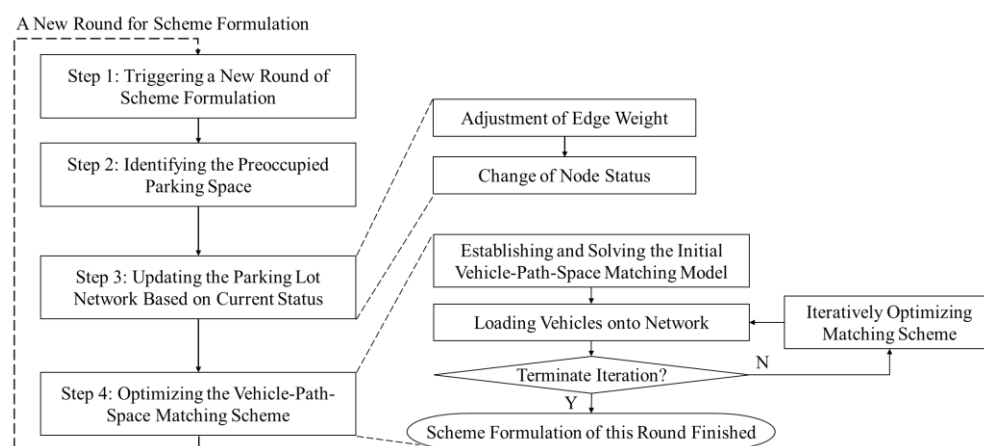 A New Round for Scheme Formulation
Step 1: Triggering a New Round of
Scheme Formulation
Step 2: Identifying the Preoccupied
Parking Space
Step 3: Updating the Parking Lot
Network Based on Current Status
Step 4: Optimizing the Vehicle-Path-
Space Matching Scheme
Adjustment of Edge Weight
Change of Node Status
Establishing and Solving the Initial
Vehicle-Path-Space Matching Model
Loading Vehicles onto Network
Iteratively Optimizing
Matching Scheme
Terminate Iteration?
N
Y
Scheme Formulation of this Round Finished